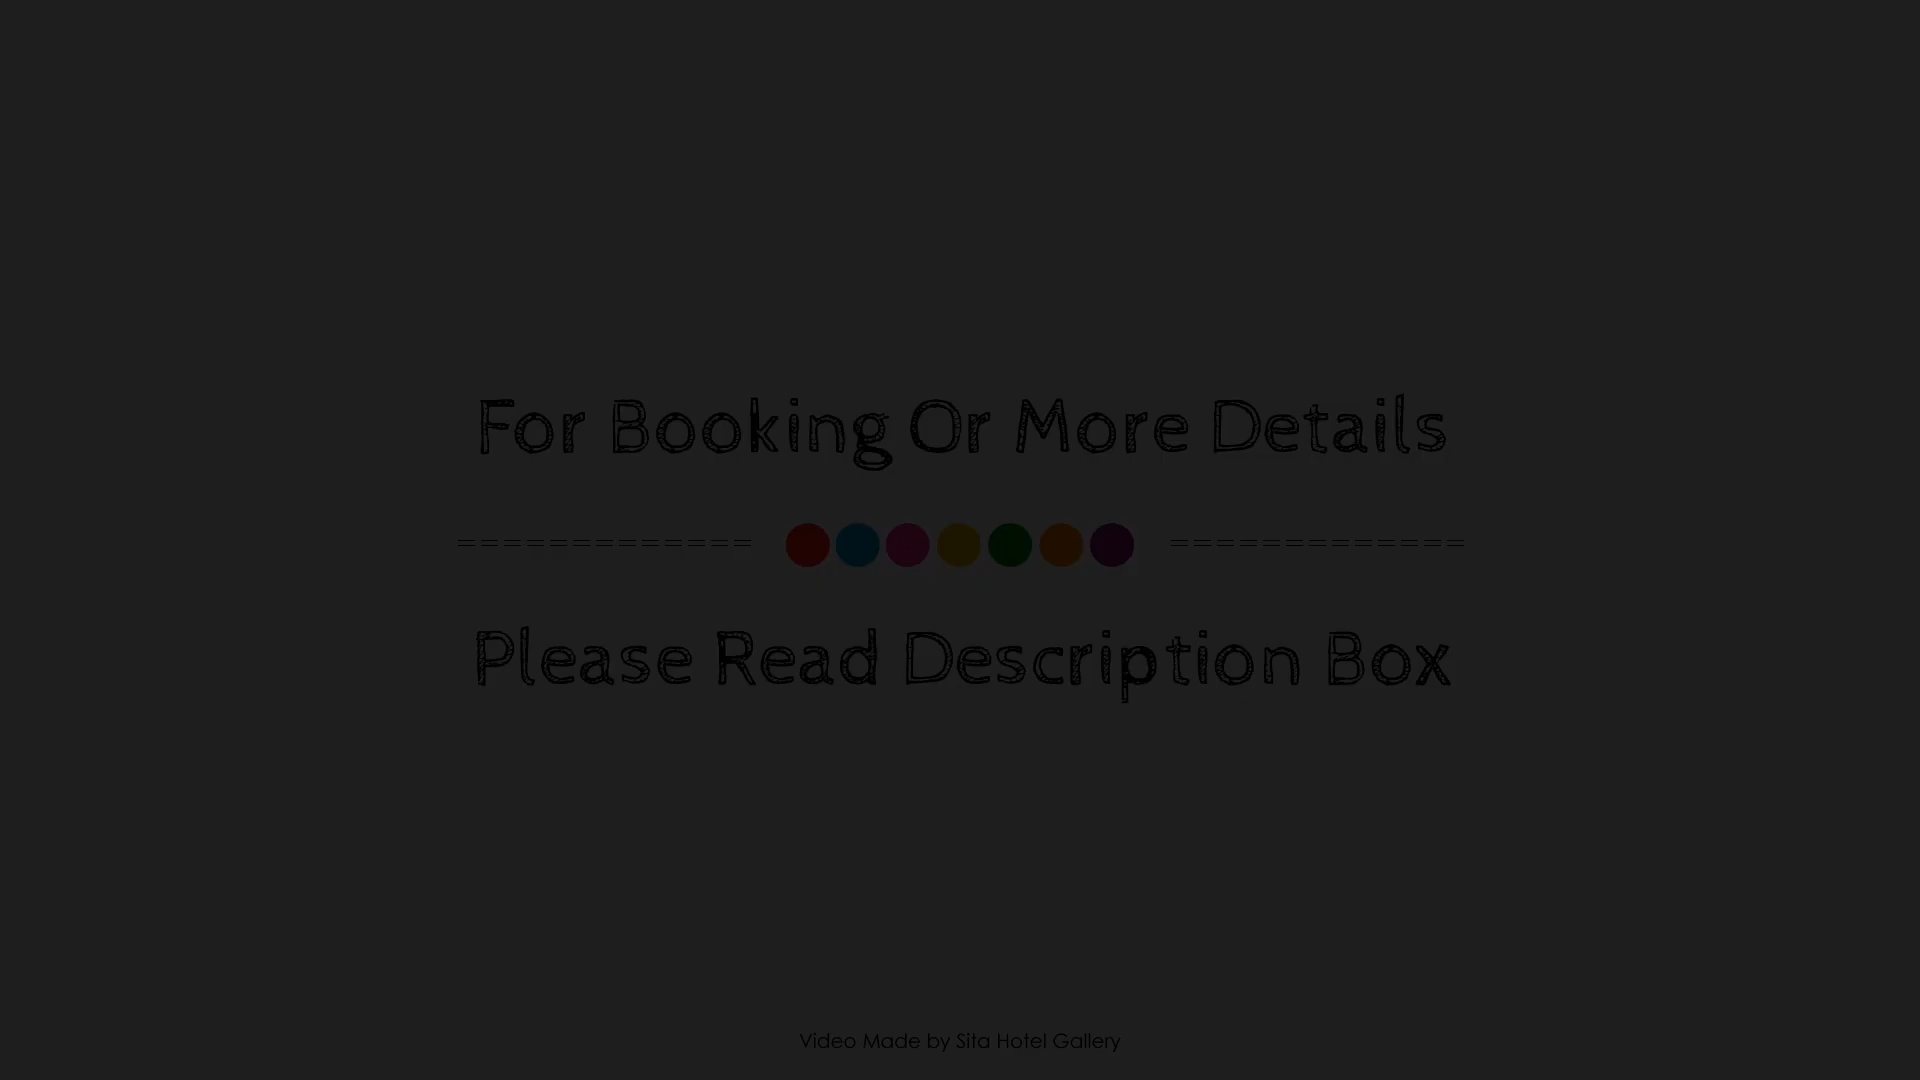 For Booking Or More Details
============= =============
Please Read Description Box
Video Made by Sita Hotel Gallery